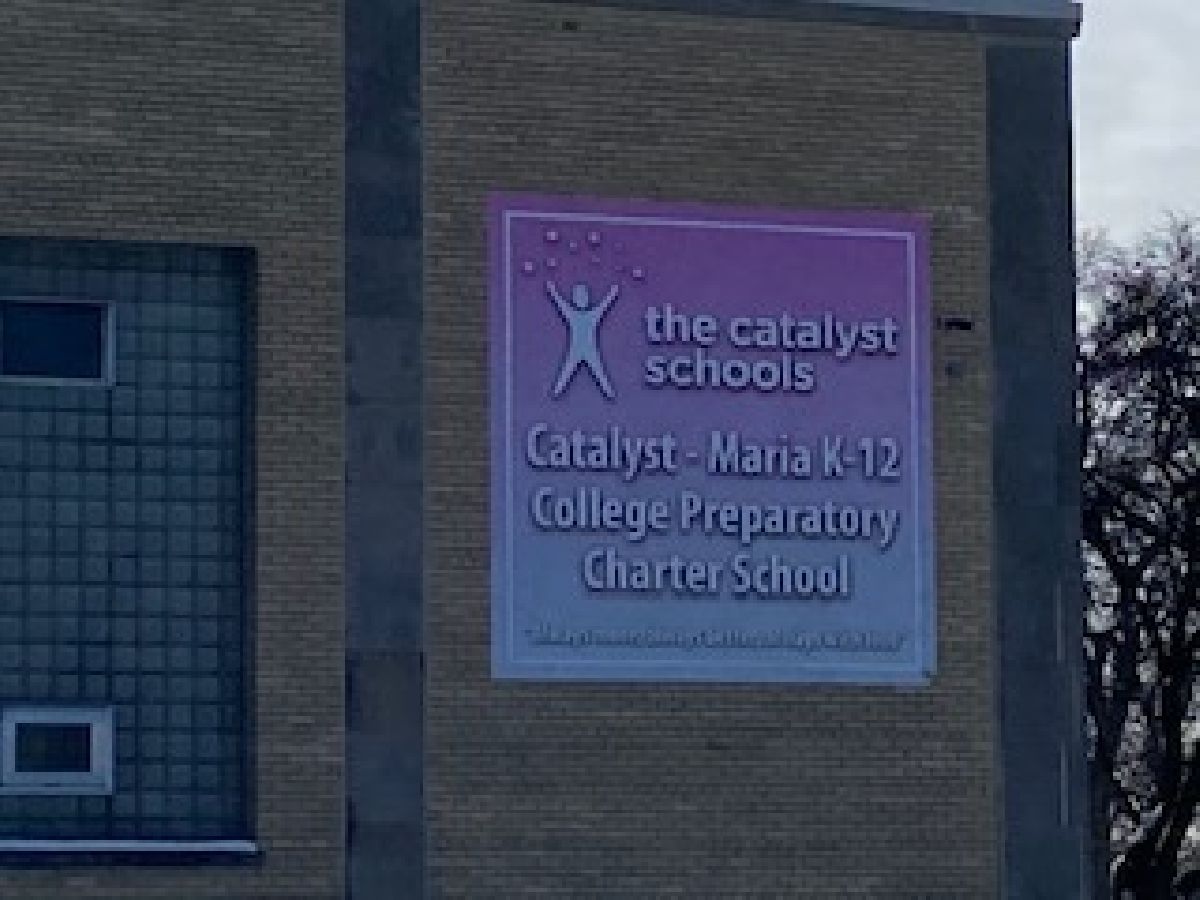 the catalyst
schools
Catalyst - Maria K-12
College Preparatory
Charter School